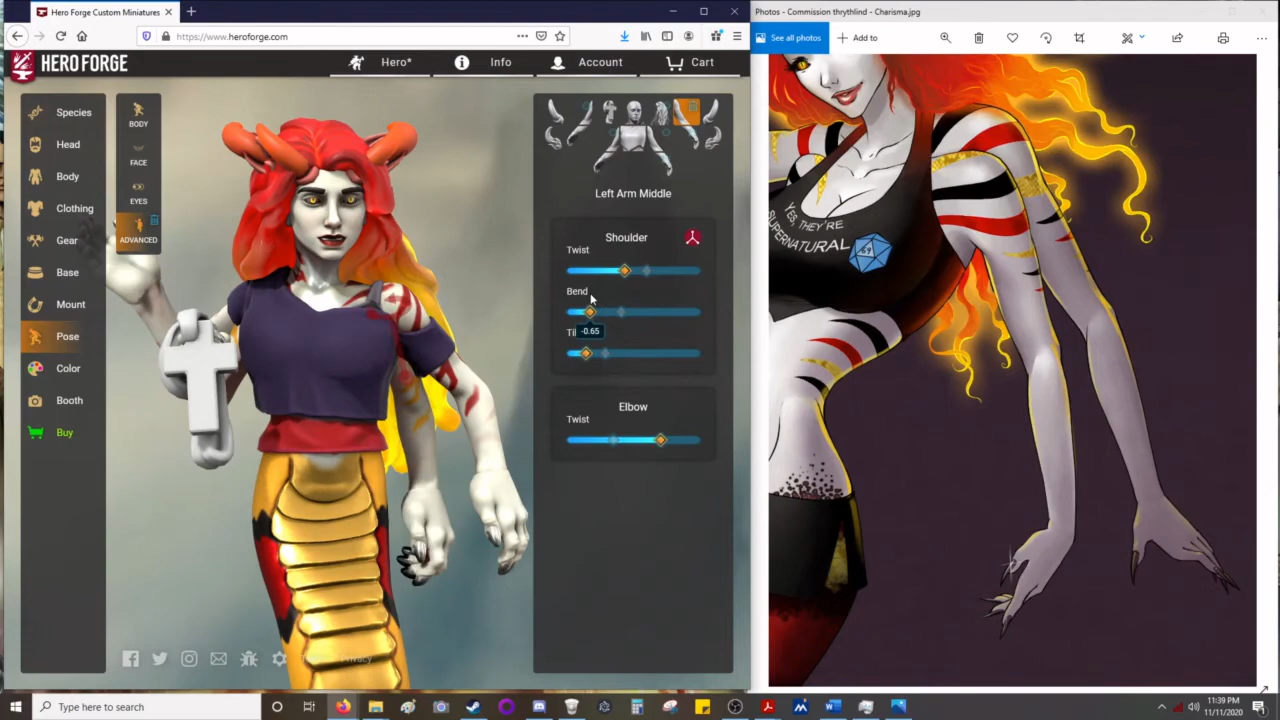 Hero Forge Custom Miniatures
Photos - Commission thrythlind - Charisma.jpg
https://www.heroforge.com
See all photos
Add to
HERO FORGE
Hero*
Info
Account
Cart
Species
Head
Body
Clothing
Gear
Base
Mount
Pose
Color
Booth
Buy
BODY
FACE
EYES
ADVANCED
Left Arm Middle
Shoulder
Twist
Bend
-0.65
Elbow
Twist
Privacy
YES, THEY'RE
SUPERNATURAL
Type here to search
11:39 PM
11/11/2020